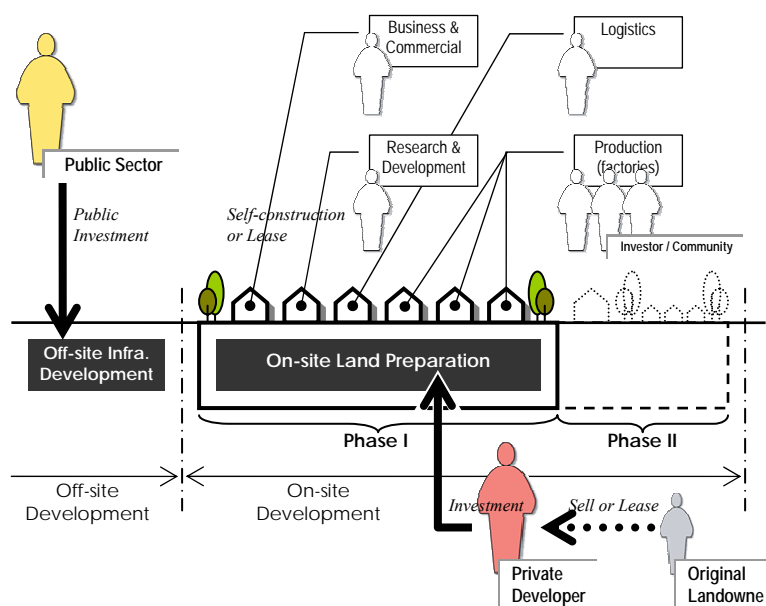 Business &
Commercial
Logistics
Public Sector
Research &
Development
Production
(factories)
Public
Investment
Self-construction
or Lease
Investor / Community
Off-site Infra.
Development
On-site Land Preparation
Phase I
Phase II
Off-site
Development
On-site
Development
Investment
Sell or Lease
Private
Developer
Original
Landowne